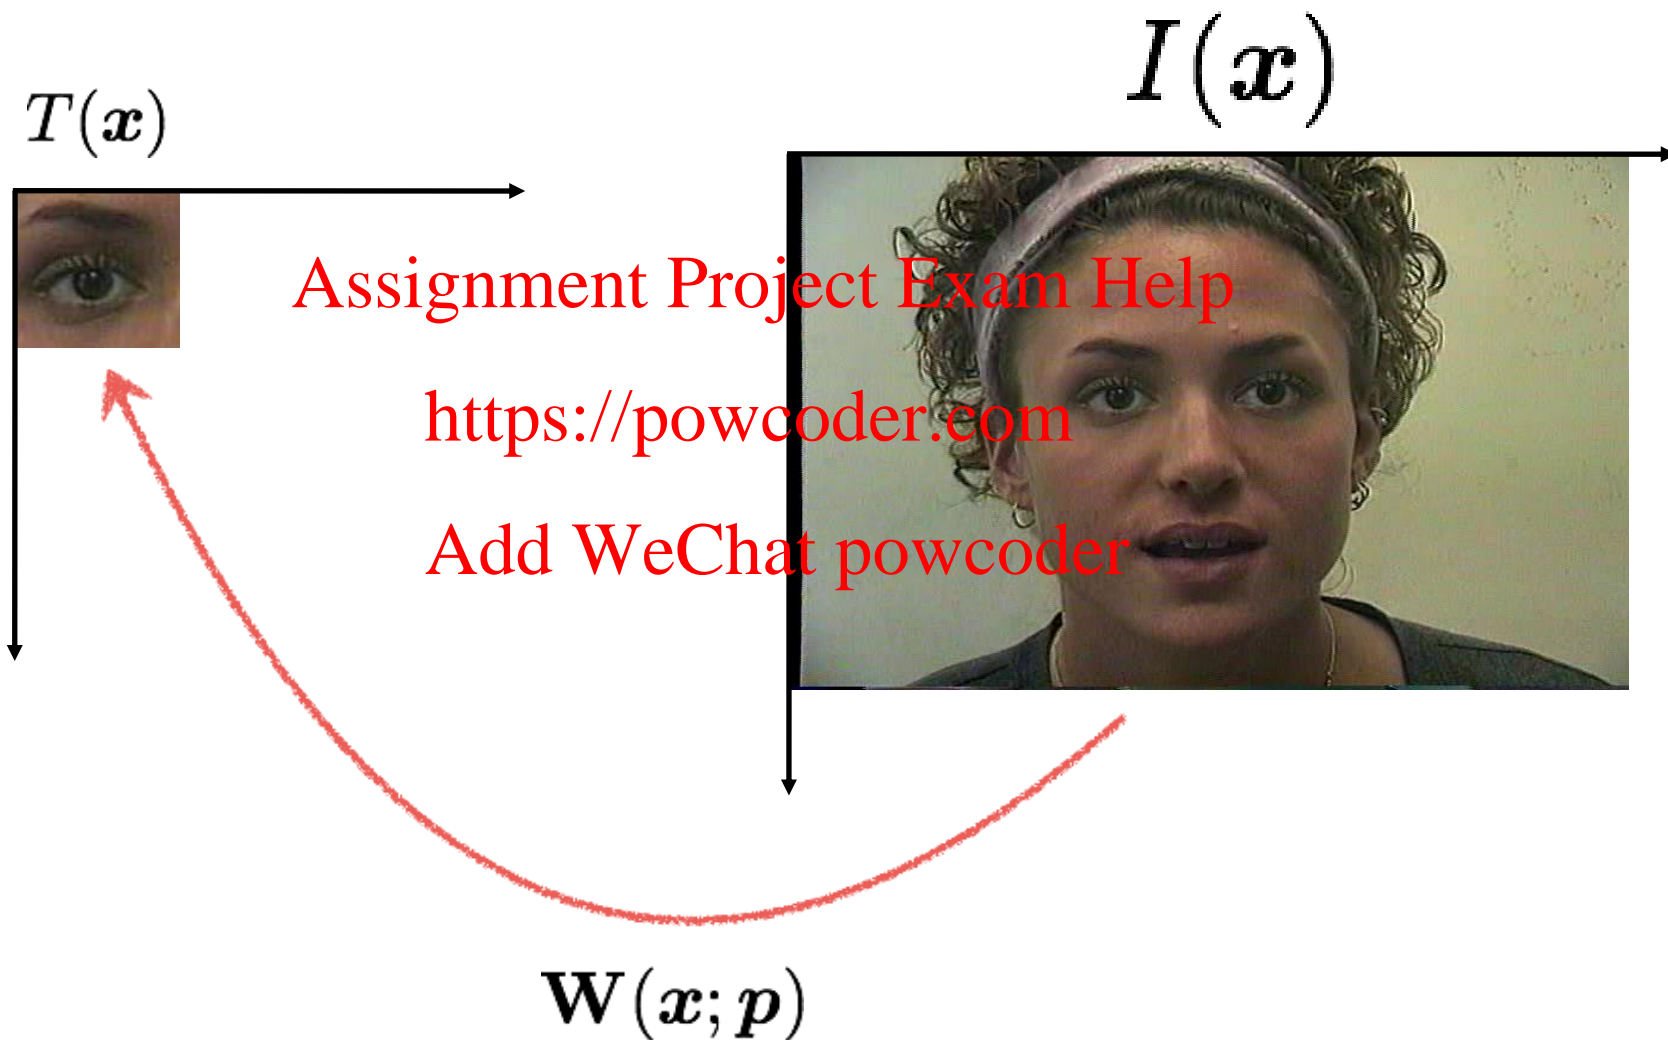 I(x)
T(x)
Assignment Project Exam Help
https://powcoder.com
Add WeChat powcoder
W(x; p)